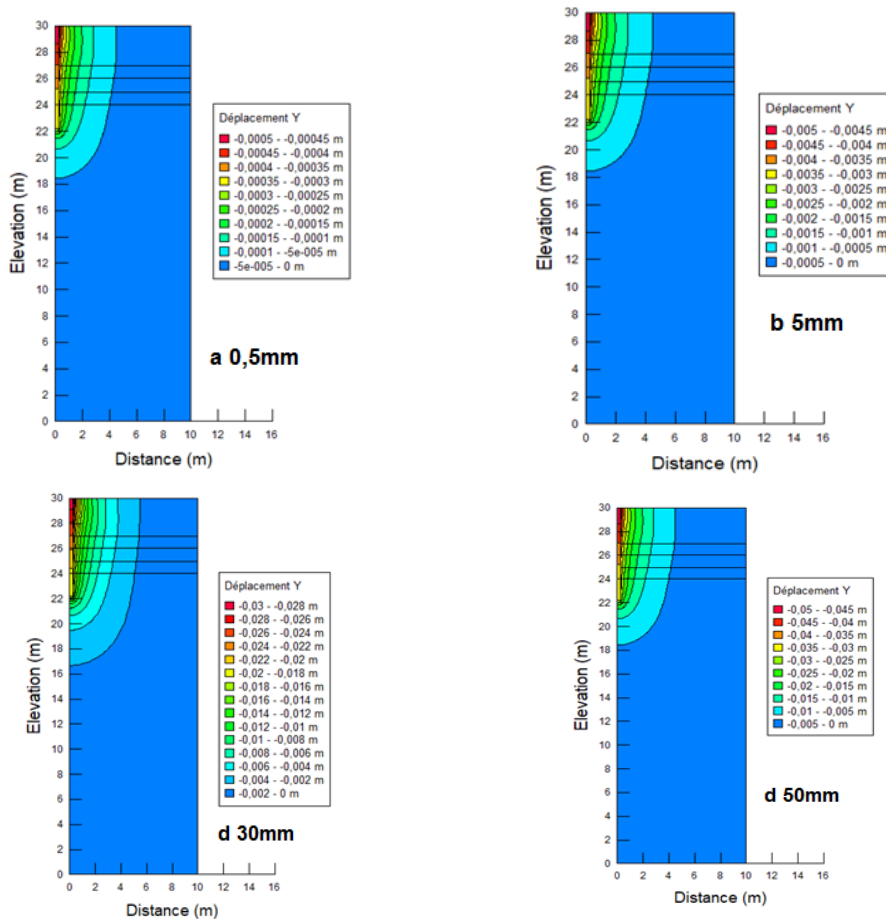 30
28
26
24
22
20
18
16
14
12
10
8
6
4
2
0
Elevation (m)
0 2 4 6 8 10 12 14 16
Distance (m)
Déplacement Y
-0,0005 - -0,00045 m
-0,00045 - -0,0004 m
-0,0004 - -0,00035 m
-0,00035 - -0,0003 m
-0,0003 - -0,00025 m
-0,00025 - -0,0002 m
-0,0002 - -0,00015 m
-0,00015 - -0,0001 m
-0,0001 - -5e-005 m
-5e-005 - 0 m
a 0,5mm
30
28
26
24
22
20
18
16
14
12
10
8
6
4
2
0
Elevation (m)
0 2 4 6 8 10 12 14 16
Distance (m)
Déplacement Y
-0,005 - -0,0045 m
-0,0045 - -0,004 m
-0,004 - -0,0035 m
-0,0035 - -0,003 m
-0,003 - -0,0025 m
-0,0025 - -0,002 m
-0,002 - -0,0015 m
-0,0015 - -0,001 m
-0,001 - -0,0005 m
-0,0005 - 0 m
b 5mm
30
28
26
24
22
20
18
16
14
12
10
8
6
4
2
0
Elevation (m)
0 2 4 6 8 10 12 14 16
Distance (m)
Déplacement Y
-0,03 - -0,028 m
-0,028 - -0,026 m
-0,026 - -0,024 m
-0,024 - -0,022 m
-0,022 - -0,02 m
-0,02 - -0,018 m
-0,018 - -0,016 m
-0,016 - -0,014 m
-0,014 - -0,012 m
-0,012 - -0,01 m
-0,01 - -0,008 m
-0,008 - -0,006 m
-0,006 - -0,004 m
-0,004 - -0,002 m
-0,002 - 0 m
d 30mm
30
28
26
24
22
20
18
16
14
12
10
8
6
4
2
0
Elevation (m)
0 2 4 6 8 10 12 14 16
Distance (m)
Déplacement Y
-0,05 - -0,045 m
-0,045 - -0,04 m
-0,04 - -0,035 m
-0,035 - -0,03 m
-0,03 - -0,025 m
-0,025 - -0,02 m
-0,02 - -0,015 m
-0,015 - -0,01 m
-0,01 - -0,005 m
-0,005 - 0 m
d 50mm